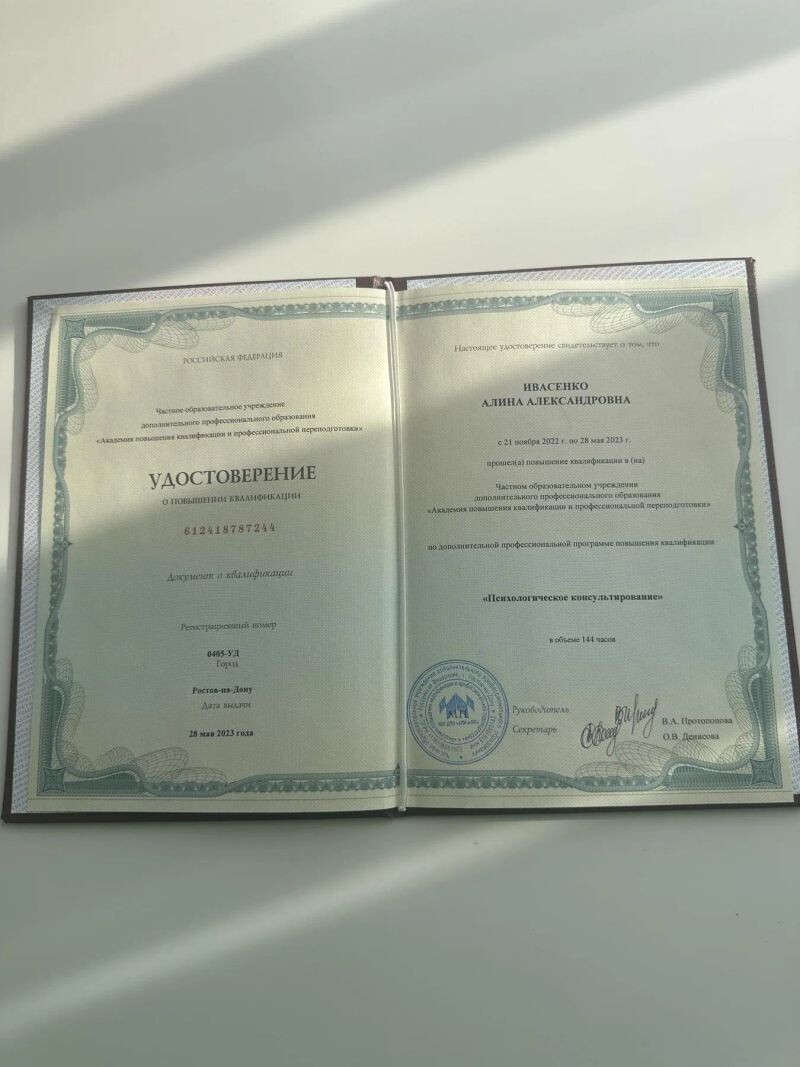 РОССИЙСКАЯ ФЕДЕРАЦИЯ
Частное образовательное учреждение
дополнительного профессионального образования
«Академия повышения квалификации и профессиональной переподготовки»
УДОСТОВЕРЕНИЕ
О ПОВЫШЕНИИ КВАЛИФИКАЦИИ
612418787244
Документ о квалификации
Регистрационный номер
0405-УД
Город
Ростов-на-Дону
Дата выдачи
28 мая 2023 года
Настоящее удостоверение свидетельствует о том, что
ИВАСЕНКО
АЛИНА АЛЕКСАНДРОВНА
с 21 ноября 2022 г. по 28 мая 2023 г.
прошел(а) повышение квалификации в (на)
Частном образовательном учреждении
дополнительного профессионального образования
«Академия повышения квалификации и профессиональной переподготовки»
по дополнительной профессиональной программе повышения квалификации
«Психологическое консультирование»
в объеме 144 часов
Руководитель
В.А. Протопопова
Секретарь
О.В. Денисова